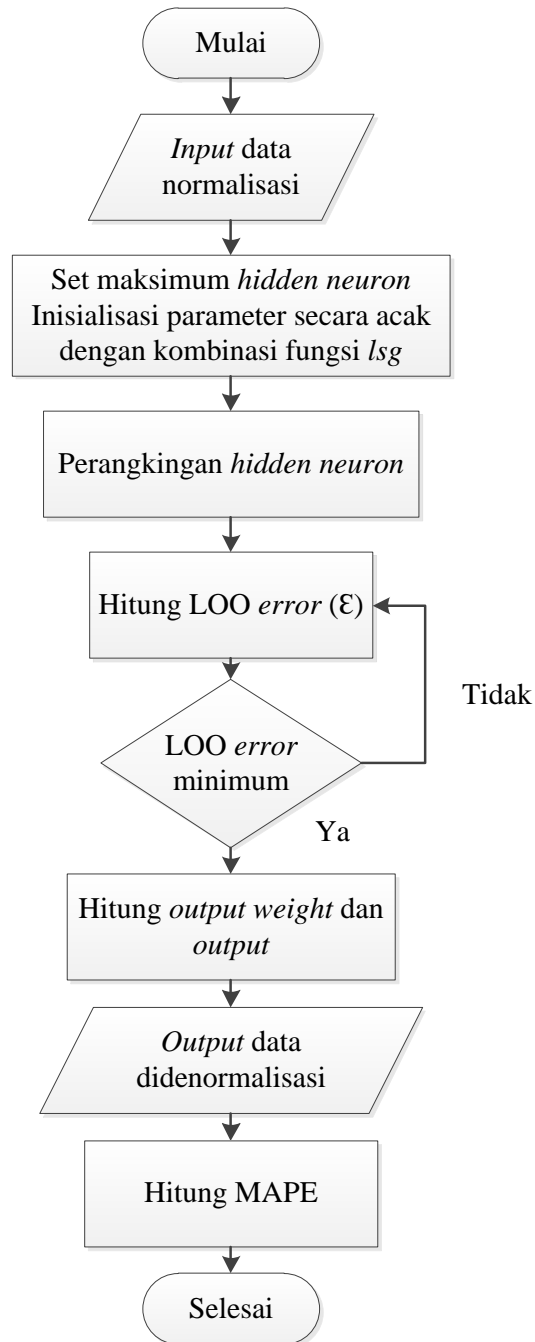 Mulai
Input data
normalisasi
Set maksimum hidden neuron
Inisialisasi parameter secara acak
dengan kombinasi fungsi lsg
Perangkingan hidden neuron
Hitung LOO error (Ɛ)
Tidak
LOO error
minimum
Ya
Hitung output weight dan
output
Output data
didenormalisasi
Hitung MAPE
Selesai